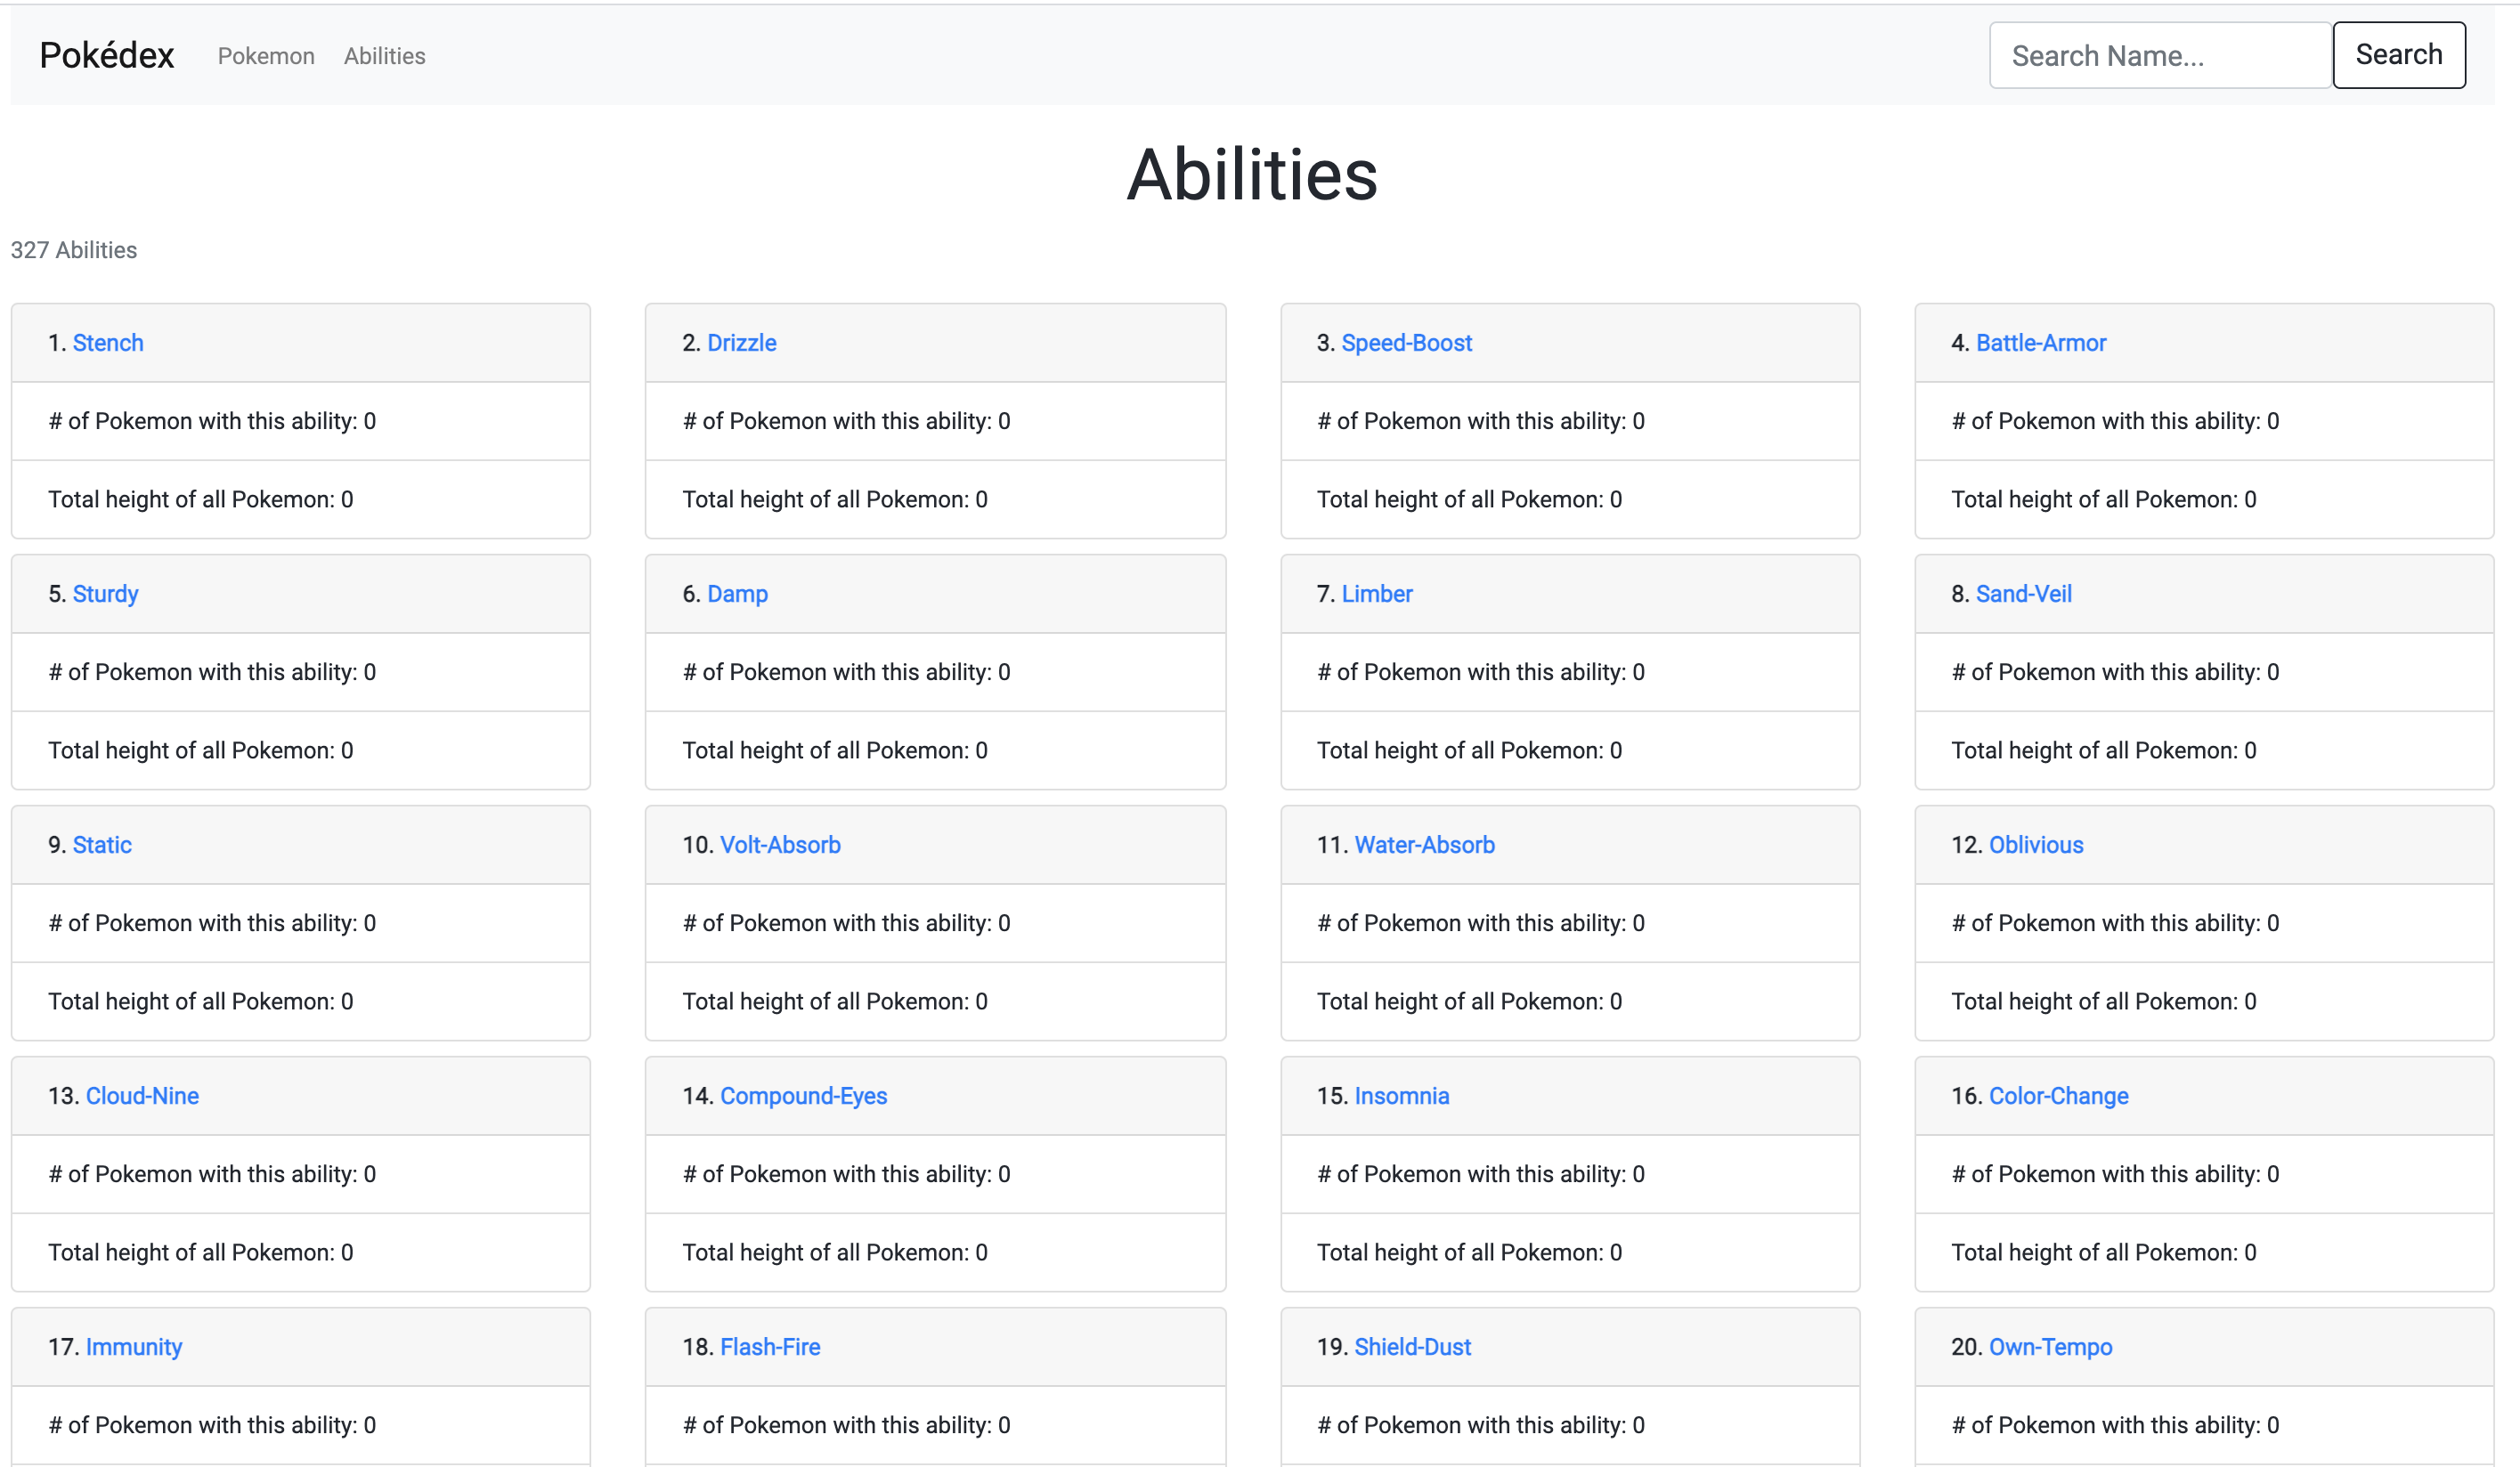 Pokédex Pokemon Abilities Search Name... Search
Abilities
327 Abilities
1. Stench
# of Pokemon with this ability: 0
Total height of all Pokemon: 0
2. Drizzle
# of Pokemon with this ability: 0
Total height of all Pokemon: 0
3. Speed-Boost
# of Pokemon with this ability: 0
Total height of all Pokemon: 0
4. Battle-Armor
# of Pokemon with this ability: 0
Total height of all Pokemon: 0
5. Sturdy
# of Pokemon with this ability: 0
Total height of all Pokemon: 0
6. Damp
# of Pokemon with this ability: 0
Total height of all Pokemon: 0
7. Limber
# of Pokemon with this ability: 0
Total height of all Pokemon: 0
8. Sand-Veil
# of Pokemon with this ability: 0
Total height of all Pokemon: 0
9. Static
# of Pokemon with this ability: 0
Total height of all Pokemon: 0
10. Volt-Absorb
# of Pokemon with this ability: 0
Total height of all Pokemon: 0
11. Water-Absorb
# of Pokemon with this ability: 0
Total height of all Pokemon: 0
12. Oblivious
# of Pokemon with this ability: 0
Total height of all Pokemon: 0
13. Cloud-Nine
# of Pokemon with this ability: 0
Total height of all Pokemon: 0
14. Compound-Eyes
# of Pokemon with this ability: 0
Total height of all Pokemon: 0
15. Insomnia
# of Pokemon with this ability: 0
Total height of all Pokemon: 0
16. Color-Change
# of Pokemon with this ability: 0
Total height of all Pokemon: 0
17. Immunity
# of Pokemon with this ability: 0
18. Flash-Fire
# of Pokemon with this ability: 0
19. Shield-Dust
# of Pokemon with this ability: 0
20. Own-Tempo
# of Pokemon with this ability: 0